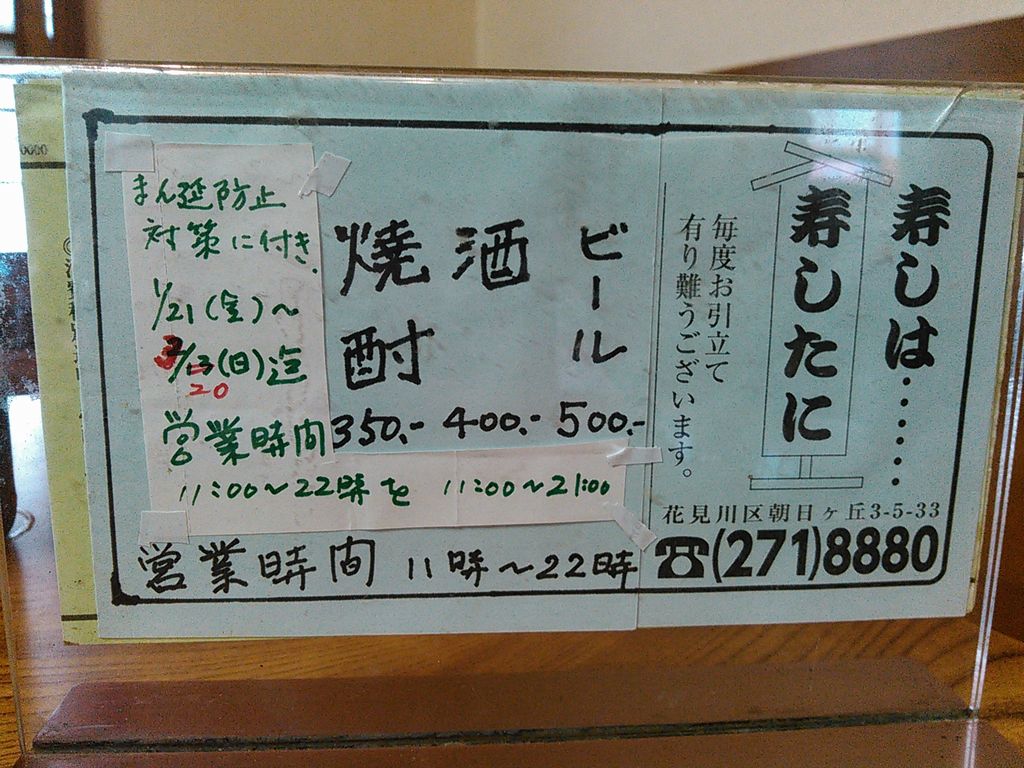 寿しは・・・・・
寿したに
毎度お引立て
有り難うございます。
花見川区朝日ヶ丘3-5-33
☎(271)8880
ビール
500.-
酒
400.-
焼酎
350.-
まん延防止
対策に付き、
1/21(金)～
3/13(日)迄
20
営業時間
11:00～22時を 11:00～21:00
営業時間 11時～22時